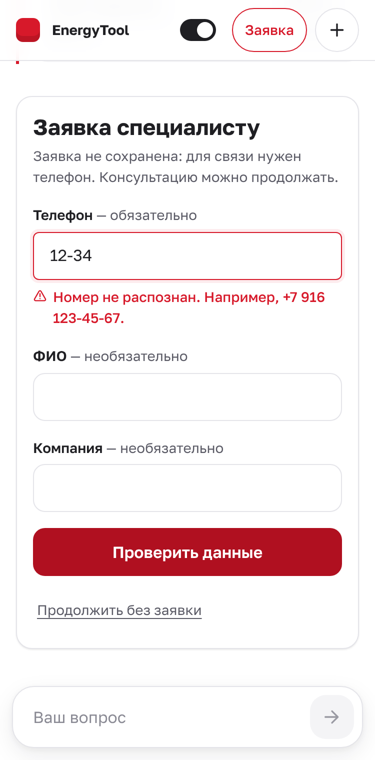 EnergyTool
Заявка
Заявка специалисту
Заявка не сохранена: для связи нужен
телефон. Консультацию можно продолжать.
Телефон — обязательно
12-34
Номер не распознан. Например, +7 916
123-45-67.
ФИО — необязательно
Компания — необязательно
Проверить данные
Продолжить без заявки
Ваш вопрос